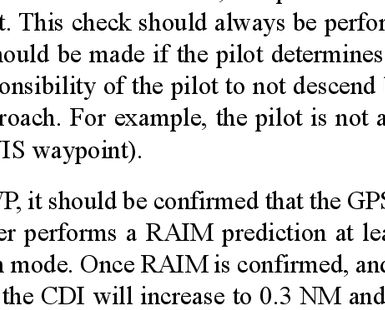 t. This check should always be perfor
ould be made if the pilot determines
onsibility of the pilot to not descend
roach. For example, the pilot is not a
IS waypoint).
P, it should be confirmed that the GPS
er performs a RAIM prediction at lea
mode. Once RAIM is confirmed, and
the CDI will increase to 0.3 NM and